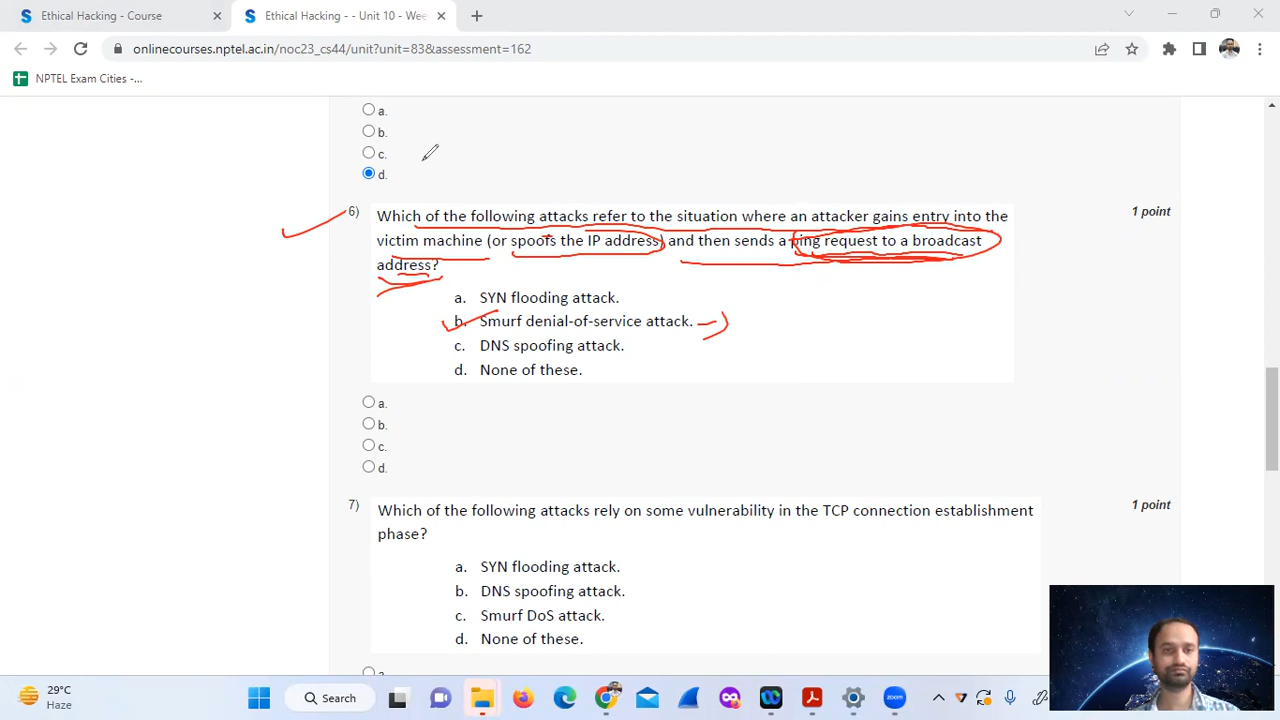 Ethical Hacking - Course
Ethical Hacking - - Unit 10 - Wee
onlinecourses.nptel.ac.in/noc23_cs44/unit?unit=83&assessment=162
NPTEL Exam Cities -...
a.
b.
c.
d.
6) Which of the following attacks refer to the situation where an attacker gains entry into the 1 point
victim machine (or spoofs the IP address) and then sends a ping request to a broadcast
address?
a. SYN flooding attack.
b. Smurf denial-of-service attack.
c. DNS spoofing attack.
d. None of these.
a.
b.
c.
d.
7) Which of the following attacks rely on some vulnerability in the TCP connection establishment 1 point
phase?
a. SYN flooding attack.
b. DNS spoofing attack.
c. Smurf DoS attack.
d. None of these.
a.
29°C
Haze
Search